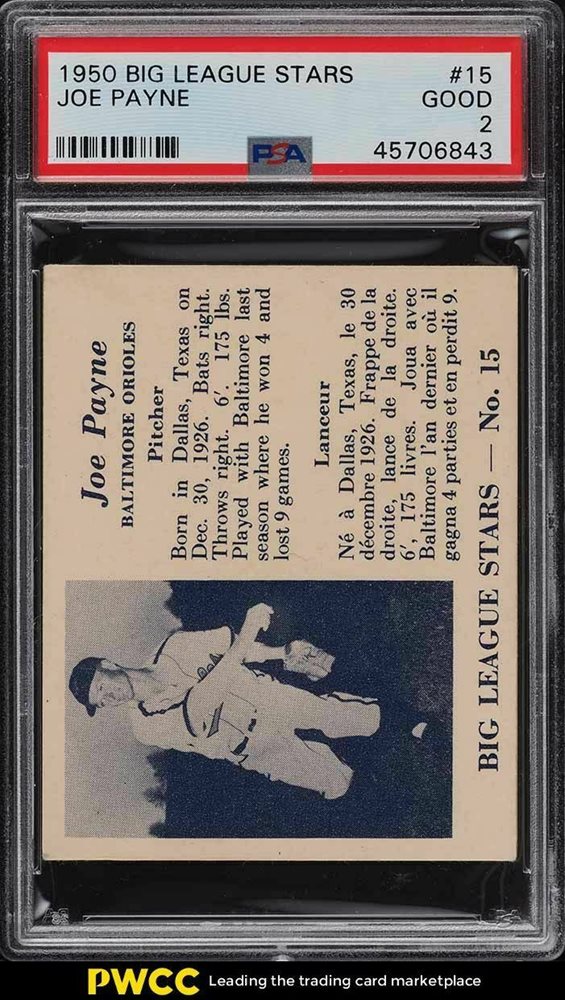 1950 BIG LEAGUE STARS #15
JOE PAYNE GOOD
2
PSA 45706843
Joe Payne
BALTIMORE ORIOLES
Pitcher
Born in Dallas, Texas on
Dec. 30, 1926. Bats right.
Throws right. 6'. 175 lbs.
Played with Baltimore last
season where he won 4 and
lost 9 games.
Lanceur
Né à Dallas, Texas, le 30
décembre 1926. Frappe de la
droite, lance de la droite.
6', 175 livres. Joua avec
Baltimore l'an dernier où il
gagna 4 parties et en perdit 9.
BIG LEAGUE STARS — No. 15
PWCC Leading the trading card marketplace